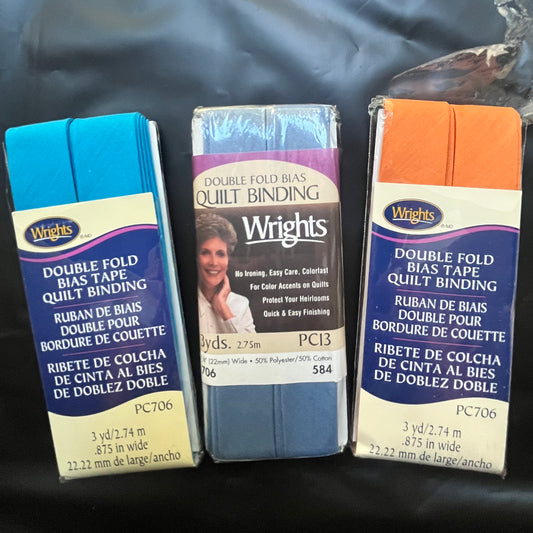 Wrights
DOUBLE FOLD
BIAS TAPE
QUILT BINDING
RUBAN DE BIAIS
DOUBLE POUR
BORDURE DE COUETTE
RIBETE DE COLCHA
DE CINTA AL BIES
DE DOBLEZ DOBLE
PC706
3 yd/2.74 m
.875 in wide
22.22 mm de large/ancho
DOUBLE FOLD BIAS
QUILT BINDING
Wrights
No Ironing, Easy Care, Colorfast
For Color Accents on Quilts
Protect Your Heirlooms
Quick & Easy Finishing
3yds. 2.75m PC13
(22mm) Wide • 50% Polyester/50% Cotton
706 584
Wrights
DOUBLE FOLD
BIAS TAPE
QUILT BINDING
RUBAN DE BIAIS
DOUBLE POUR
BORDURE DE COUETTE
RIBETE DE COLCHA
DE CINTA AL BIES
DE DOBLEZ DOBLE
PC706
3 yd/2.74 m
.875 in wide
22.22 mm de large/ancho